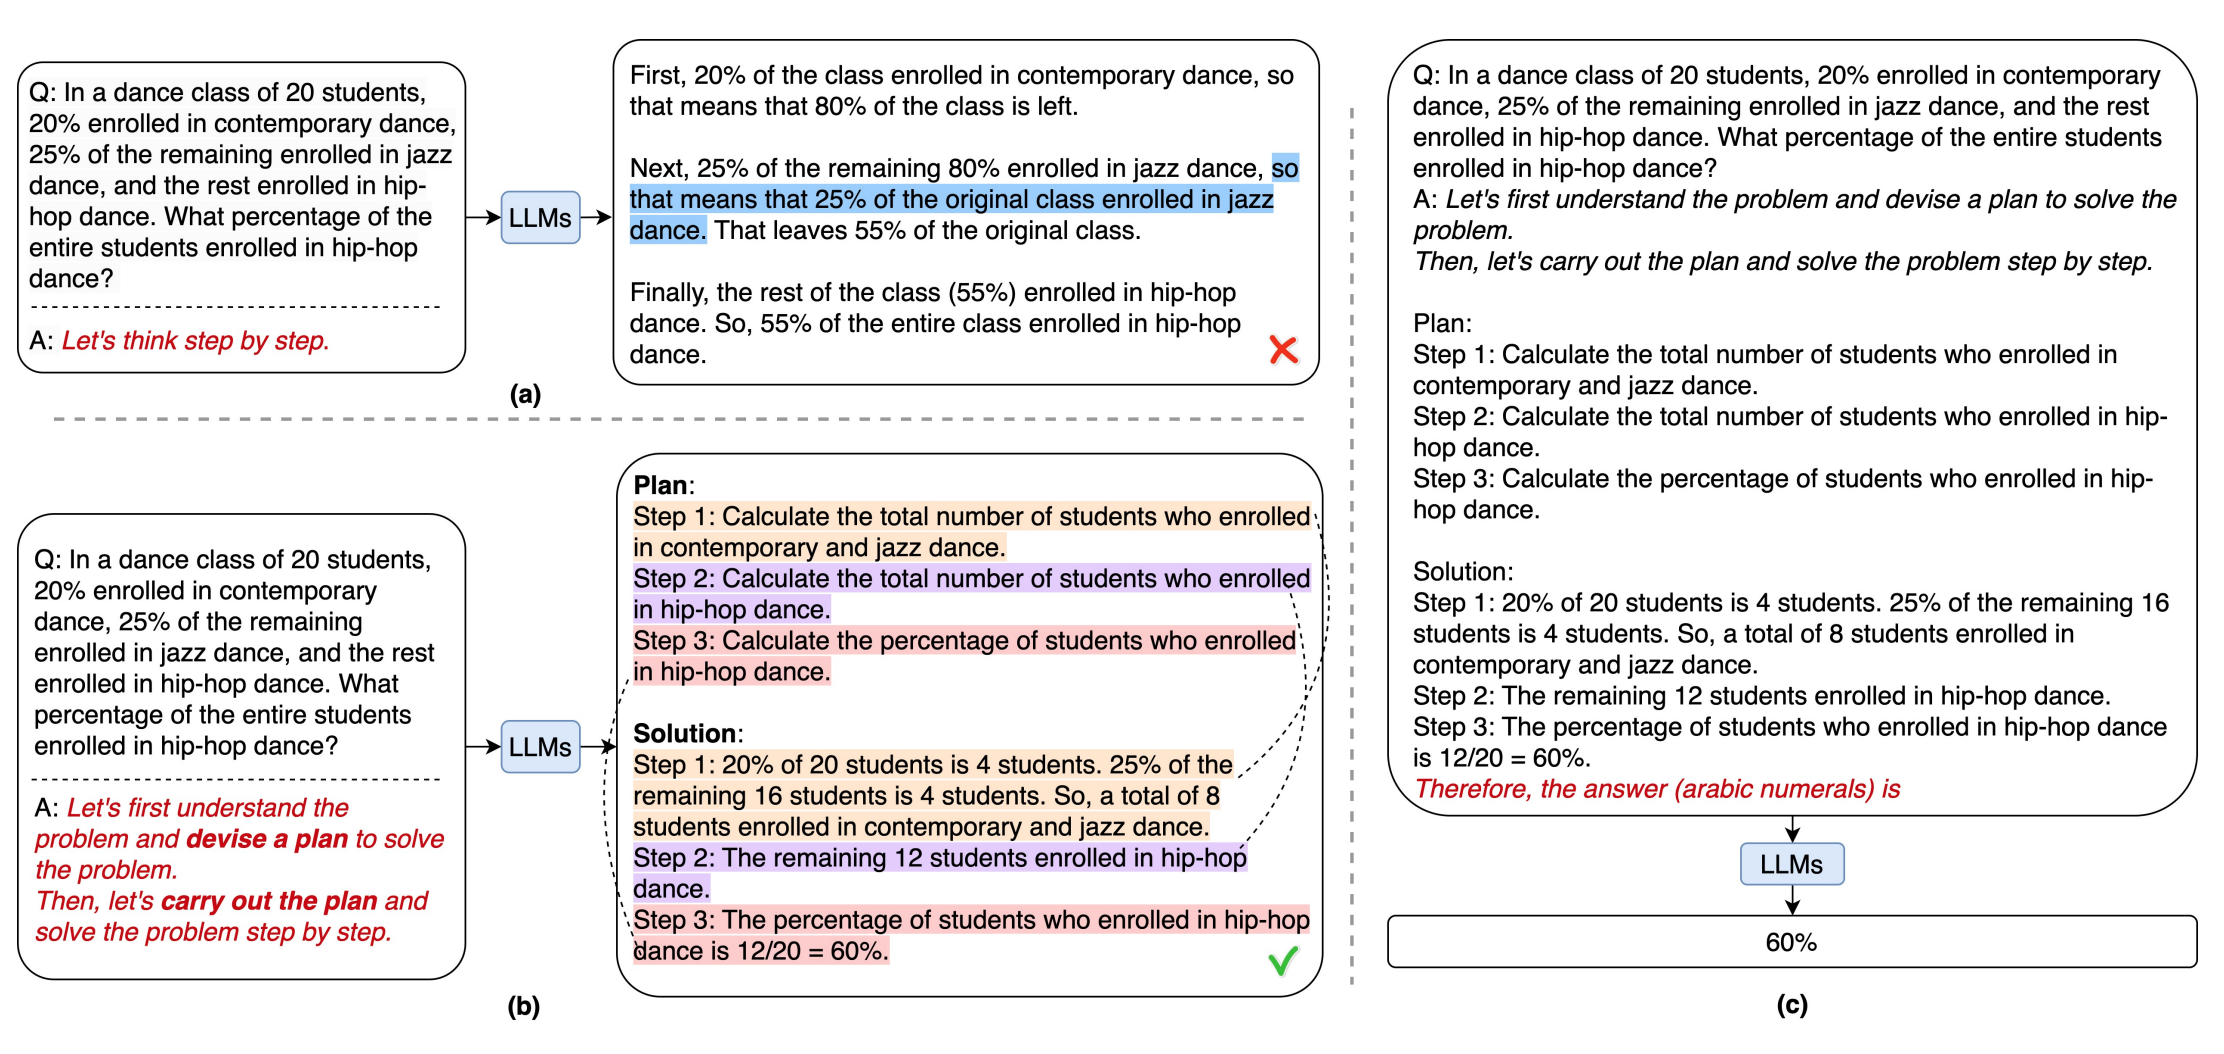 Q: In a dance class of 20 students,
20% enrolled in contemporary dance,
25% of the remaining enrolled in jazz
dance, and the rest enrolled in hip-
hop dance. What percentage of the
entire students enrolled in hip-hop
dance?
A: Let's think step by step.
LLMs
First, 20% of the class enrolled in contemporary dance, so
that means that 80% of the class is left.
Next, 25% of the remaining 80% enrolled in jazz dance, so
that means that 25% of the original class enrolled in jazz
dance. That leaves 55% of the original class.
Finally, the rest of the class (55%) enrolled in hip-hop
dance. So, 55% of the entire class enrolled in hip-hop
dance.
(a)
Q: In a dance class of 20 students,
20% enrolled in contemporary
dance, 25% of the remaining
enrolled in jazz dance, and the rest
enrolled in hip-hop dance. What
percentage of the entire students
enrolled in hip-hop dance?
A: Let's first understand the
problem and devise a plan to solve
the problem.
Then, let's carry out the plan and
solve the problem step by step.
LLMs
Plan:
Step 1: Calculate the total number of students who enrolled
in contemporary and jazz dance.
Step 2: Calculate the total number of students who enrolled
in hip-hop dance.
Step 3: Calculate the percentage of students who enrolled
in hip-hop dance.
Solution:
Step 1: 20% of 20 students is 4 students. 25% of the
remaining 16 students is 4 students. So, a total of 8
students enrolled in contemporary and jazz dance.
Step 2: The remaining 12 students enrolled in hip-hop
dance.
Step 3: The percentage of students who enrolled in hip-hop
dance is 12/20 = 60%.
(b)
Q: In a dance class of 20 students, 20% enrolled in contemporary
dance, 25% of the remaining enrolled in jazz dance, and the rest
enrolled in hip-hop dance. What percentage of the entire students
enrolled in hip-hop dance?
A: Let's first understand the problem and devise a plan to solve the
problem.
Then, let's carry out the plan and solve the problem step by step.
Plan:
Step 1: Calculate the total number of students who enrolled in
contemporary and jazz dance.
Step 2: Calculate the total number of students who enrolled in hip-
hop dance.
Step 3: Calculate the percentage of students who enrolled in hip-
hop dance.
Solution:
Step 1: 20% of 20 students is 4 students. 25% of the remaining 16
students is 4 students. So, a total of 8 students enrolled in
contemporary and jazz dance.
Step 2: The remaining 12 students enrolled in hip-hop dance.
Step 3: The percentage of students who enrolled in hip-hop dance
is 12/20 = 60%.
Therefore, the answer (arabic numerals) is
LLMs
60%
(c)